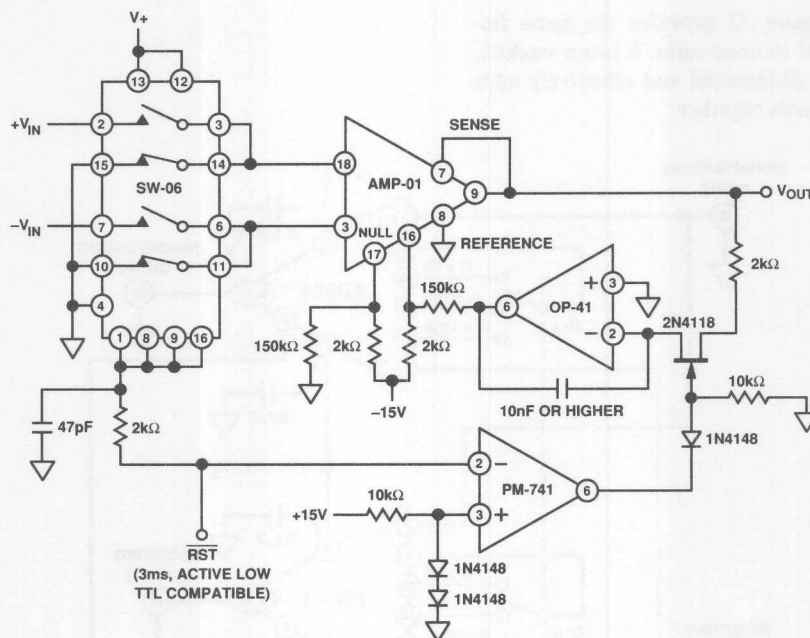 V+
13
12
+VIN
2
3
15
14
SW-06
−VIN
7
6
10
11
4
1
8
9
16
47pF
2kΩ
18
AMP-01
7
SENSE
9
3
NULL
8
REFERENCE
17
16
VOUT
150kΩ
6
OP-41
+
3
−
2
2kΩ
2N4118
150kΩ
2kΩ
2kΩ
−15V
10nF OR HIGHER
10kΩ
1N4148
2
−
PM-741
6
+15V
10kΩ
3
+
RST
(3ms, ACTIVE LOW
TTL COMPATIBLE)
1N4148
1N4148